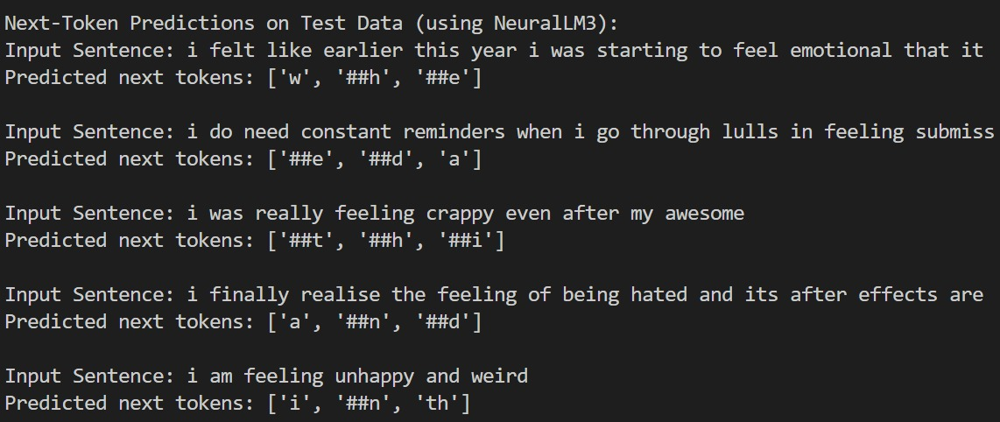 Next-Token Predictions on Test Data (using NeuralLM3):
Input Sentence: i felt like earlier this year i was starting to feel emotional that it
Predicted next tokens: ['w', '##h', '##e']
Input Sentence: i do need constant reminders when i go through lulls in feeling submiss
Predicted next tokens: ['##e', '##d', 'a']
Input Sentence: i was really feeling crappy even after my awesome
Predicted next tokens: ['##t', '##h', '##i']
Input Sentence: i finally realise the feeling of being hated and its after effects are
Predicted next tokens: ['a', '##n', '##d']
Input Sentence: i am feeling unhappy and weird
Predicted next tokens: ['i', '##n', 'th']